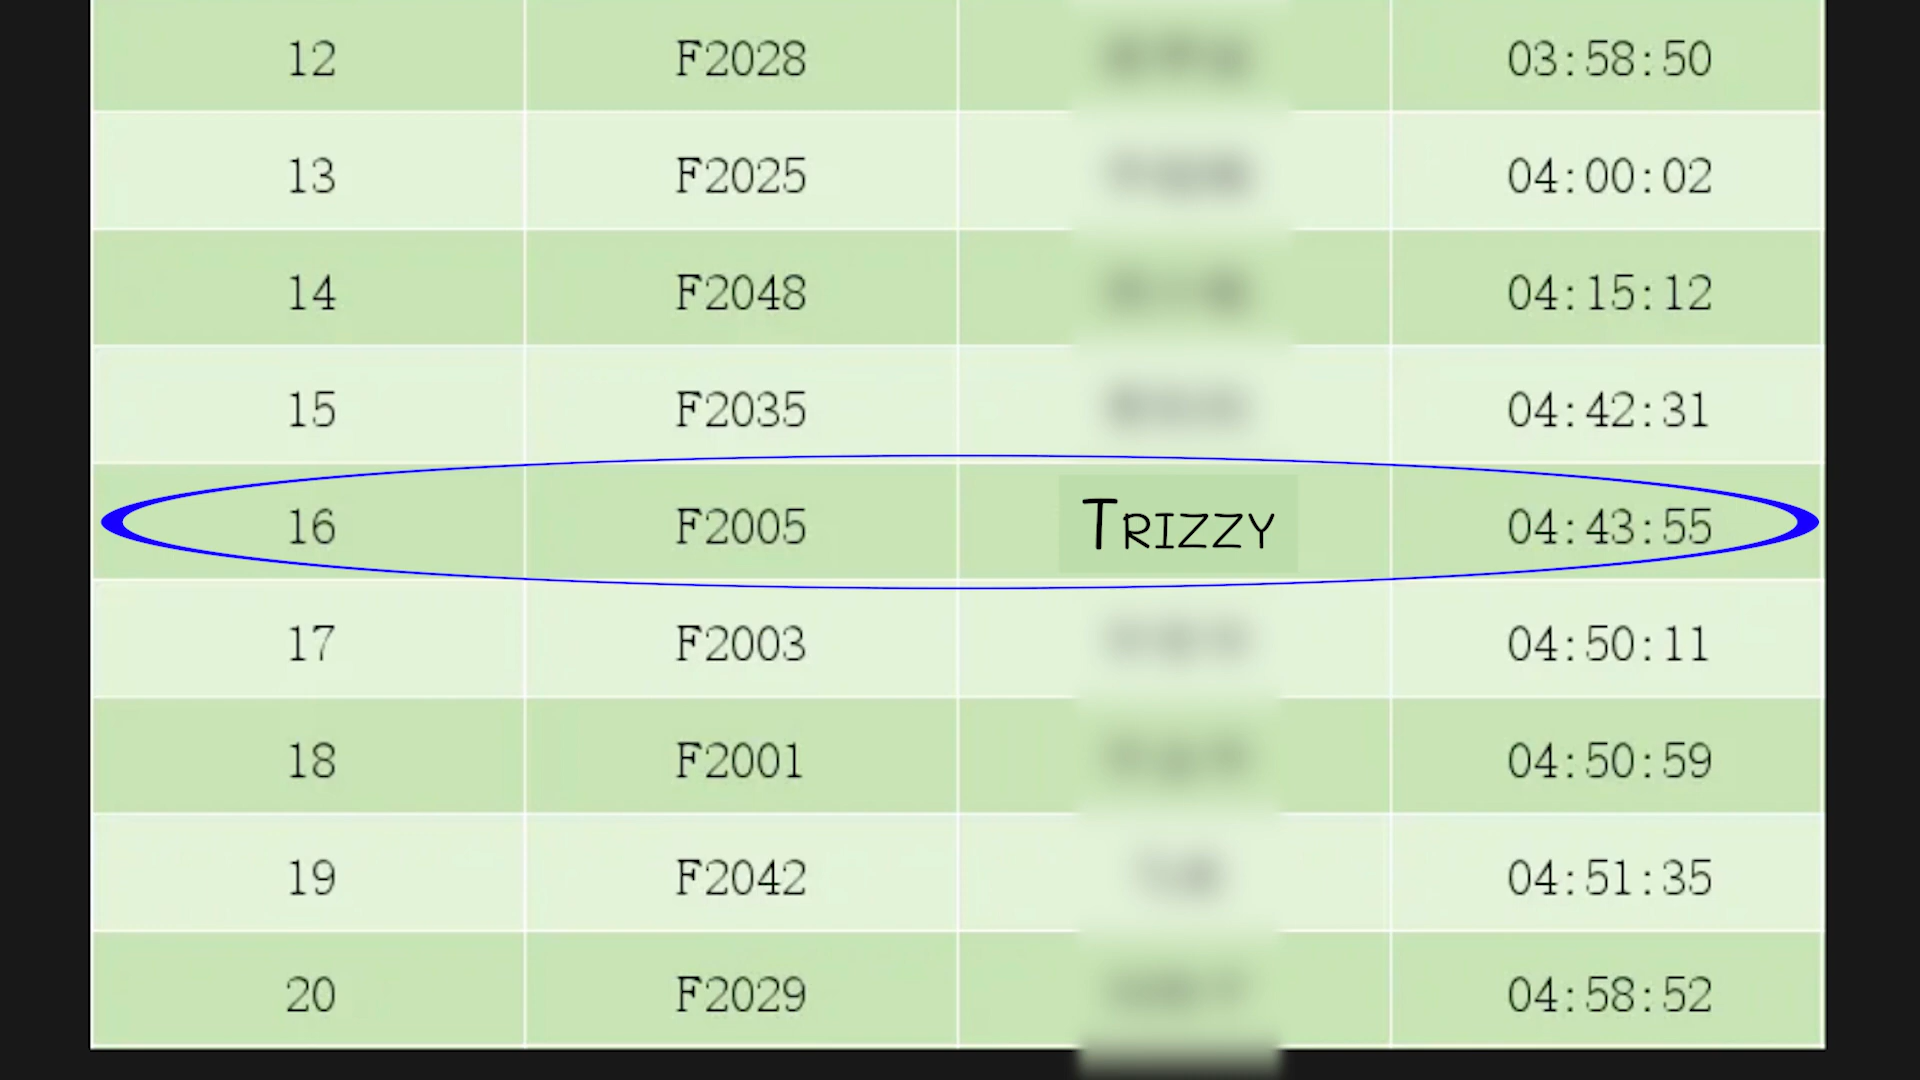 12 F2028 03:58:50
13 F2025 04:00:02
14 F2048 04:15:12
15 F2035 04:42:31
16 F2005 Trizzy 04:43:55
17 F2003 04:50:11
18 F2001 04:50:59
19 F2042 04:51:35
20 F2029 04:58:52